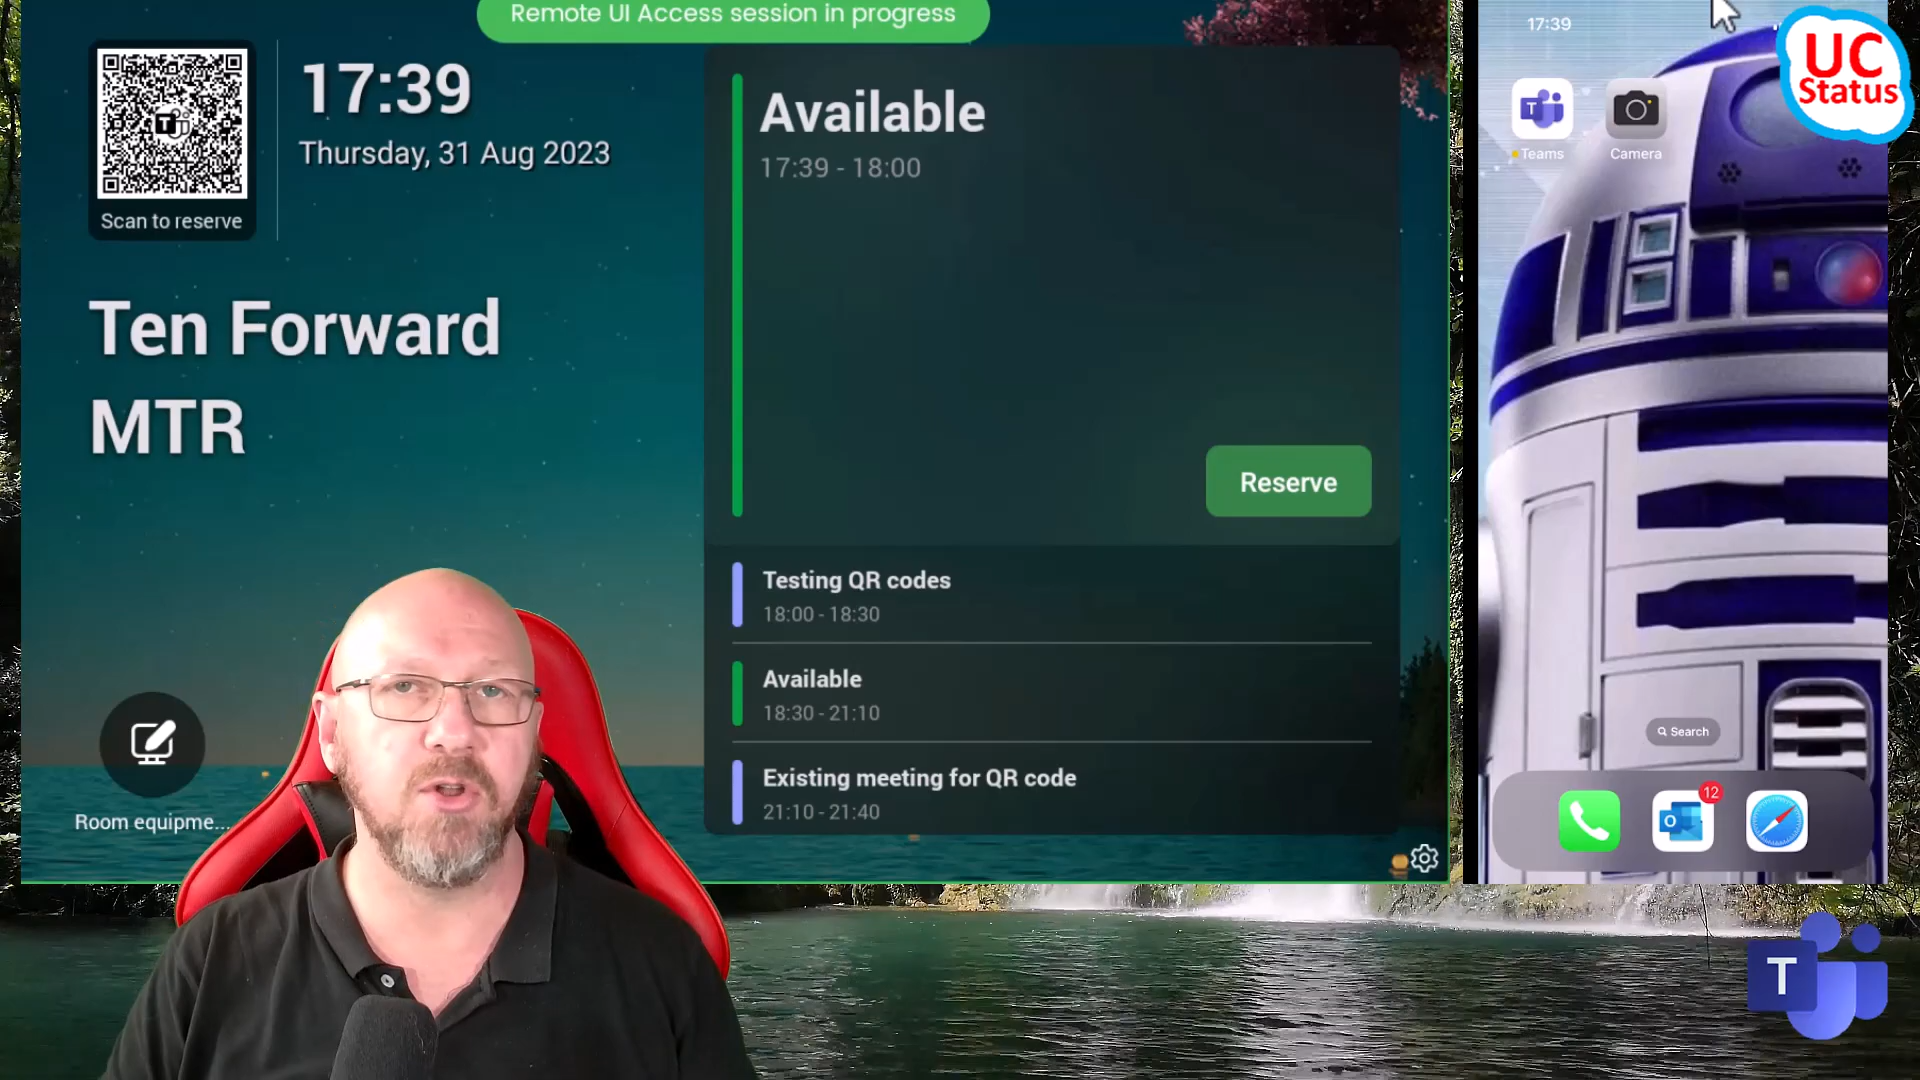 Remote UI Access session in progress
17:39
Thursday, 31 Aug 2023
Scan to reserve
Ten Forward
MTR
Room equipme...
Available
17:39 - 18:00
Reserve
Testing QR codes
18:00 - 18:30
Available
18:30 - 21:10
Existing meeting for QR code
21:10 - 21:40
17:39
UC
Status
T
Teams
Camera
Search
12
O
T
T